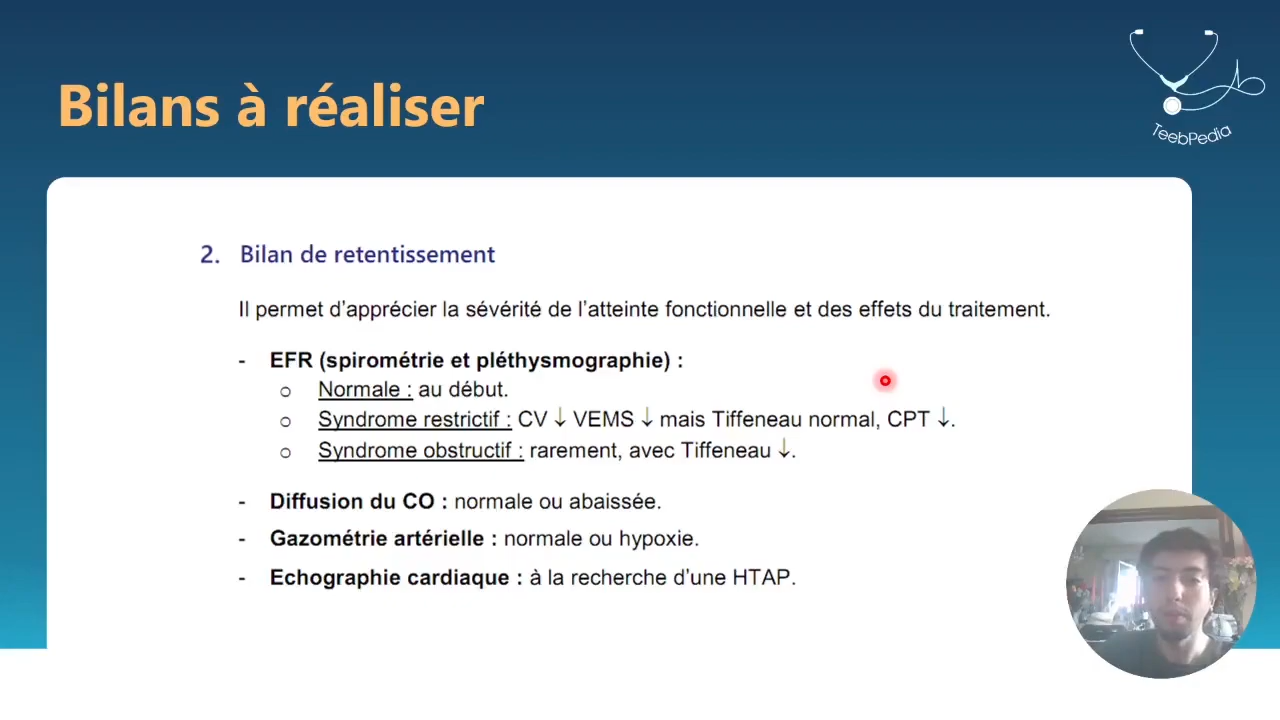 Bilans à réaliser
TeebPedia
2. Bilan de retentissement
Il permet d'apprécier la sévérité de l'atteinte fonctionnelle et des effets du traitement.
- EFR (spirométrie et pléthysmographie) :
o Normale : au début.
o Syndrome restrictif : CV ↓ VEMS ↓ mais Tiffeneau normal, CPT ↓.
o Syndrome obstructif : rarement, avec Tiffeneau ↓.
- Diffusion du CO : normale ou abaissée.
- Gazométrie artérielle : normale ou hypoxie.
- Echographie cardiaque : à la recherche d'une HTAP.